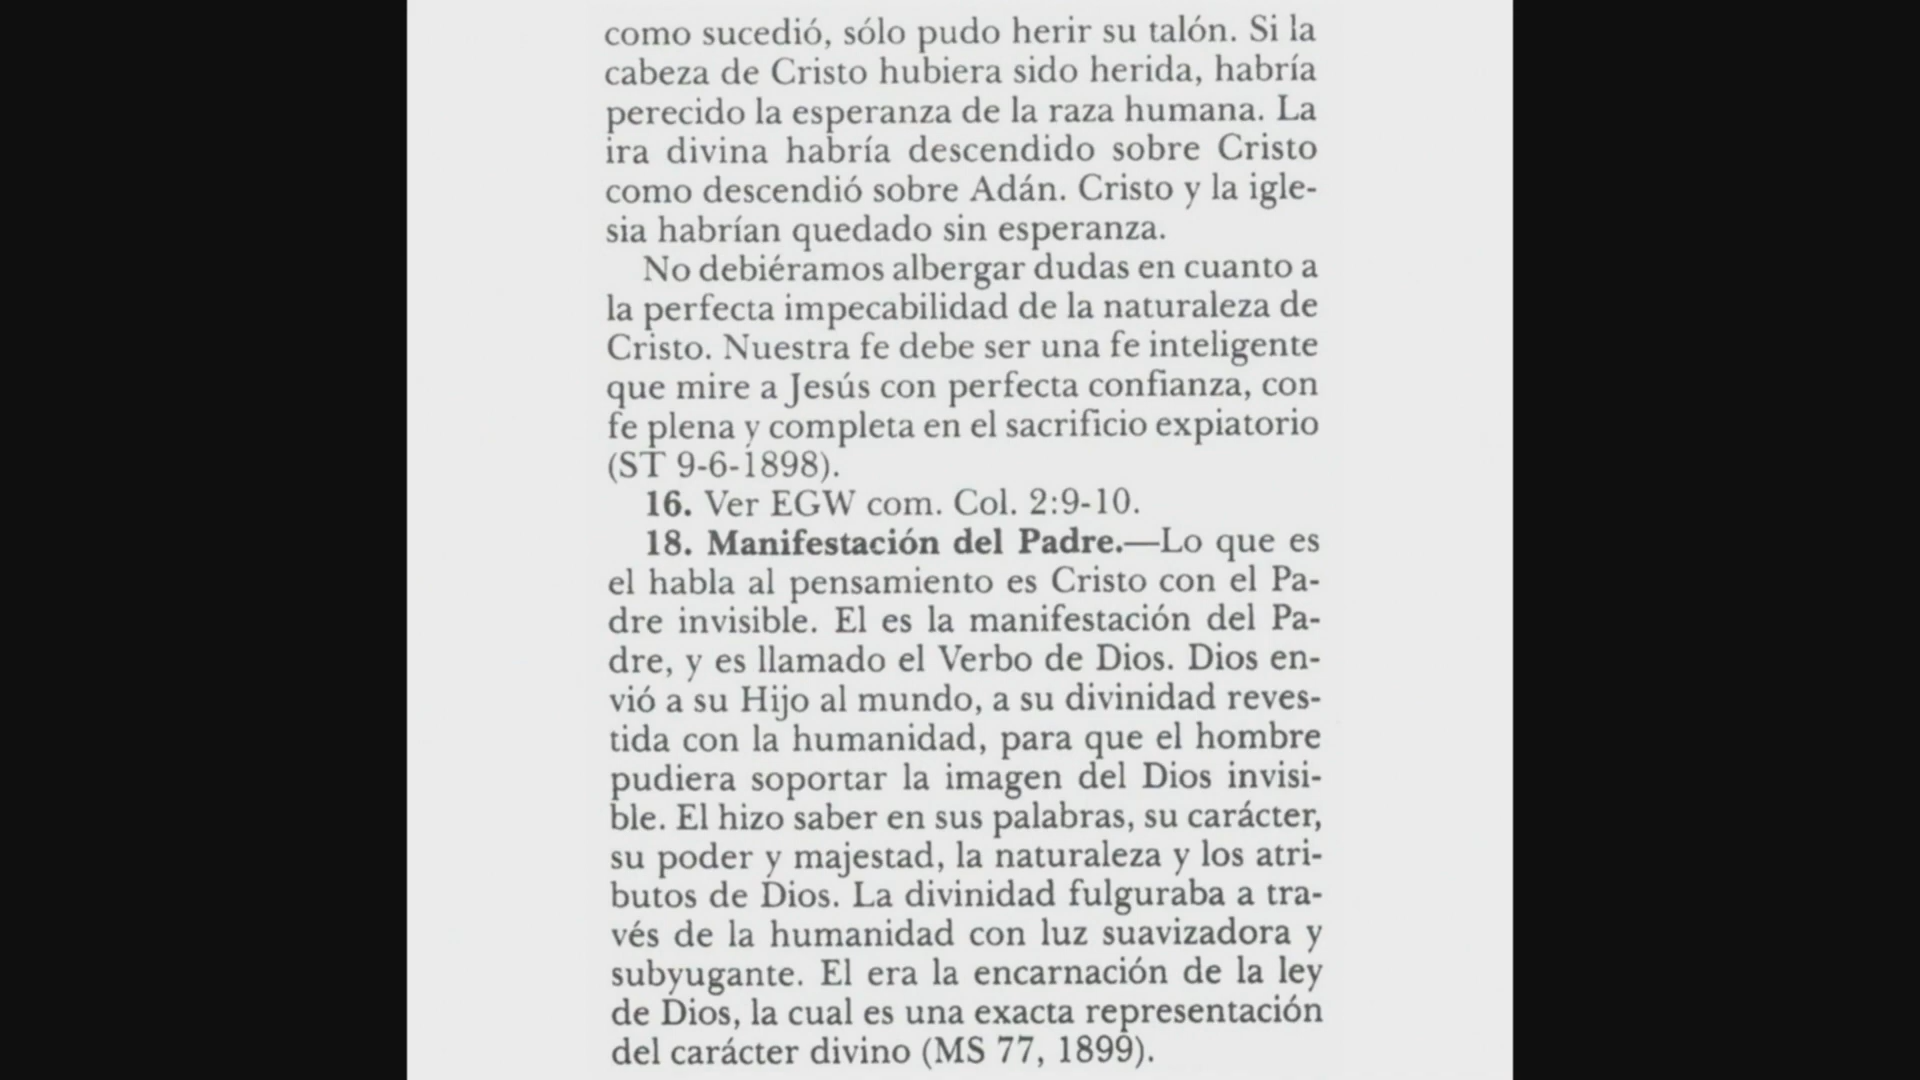 como sucedió, sólo pudo herir su talón. Si la
cabeza de Cristo hubiera sido herida, habría
perecido la esperanza de la raza humana. La
ira divina habría descendido sobre Cristo
como descendió sobre Adán. Cristo y la igle-
sia habrían quedado sin esperanza.
No debiéramos albergar dudas en cuanto a
la perfecta impecabilidad de la naturaleza de
Cristo. Nuestra fe debe ser una fe inteligente
que mire a Jesús con perfecta confianza, con
fe plena y completa en el sacrificio expiatorio
(ST 9-6-1898).
16. Ver EGW com. Col. 2:9-10.
18. Manifestación del Padre.—Lo que es
el habla al pensamiento es Cristo con el Pa-
dre invisible. El es la manifestación del Pa-
dre, y es llamado el Verbo de Dios. Dios en-
vió a su Hijo al mundo, a su divinidad reves-
tida con la humanidad, para que el hombre
pudiera soportar la imagen del Dios invisi-
ble. El hizo saber en sus palabras, su carácter,
su poder y majestad, la naturaleza y los atri-
butos de Dios. La divinidad fulguraba a tra-
vés de la humanidad con luz suavizadora y
subyugante. El era la encarnación de la ley
de Dios, la cual es una exacta representación
del carácter divino (MS 77, 1899).